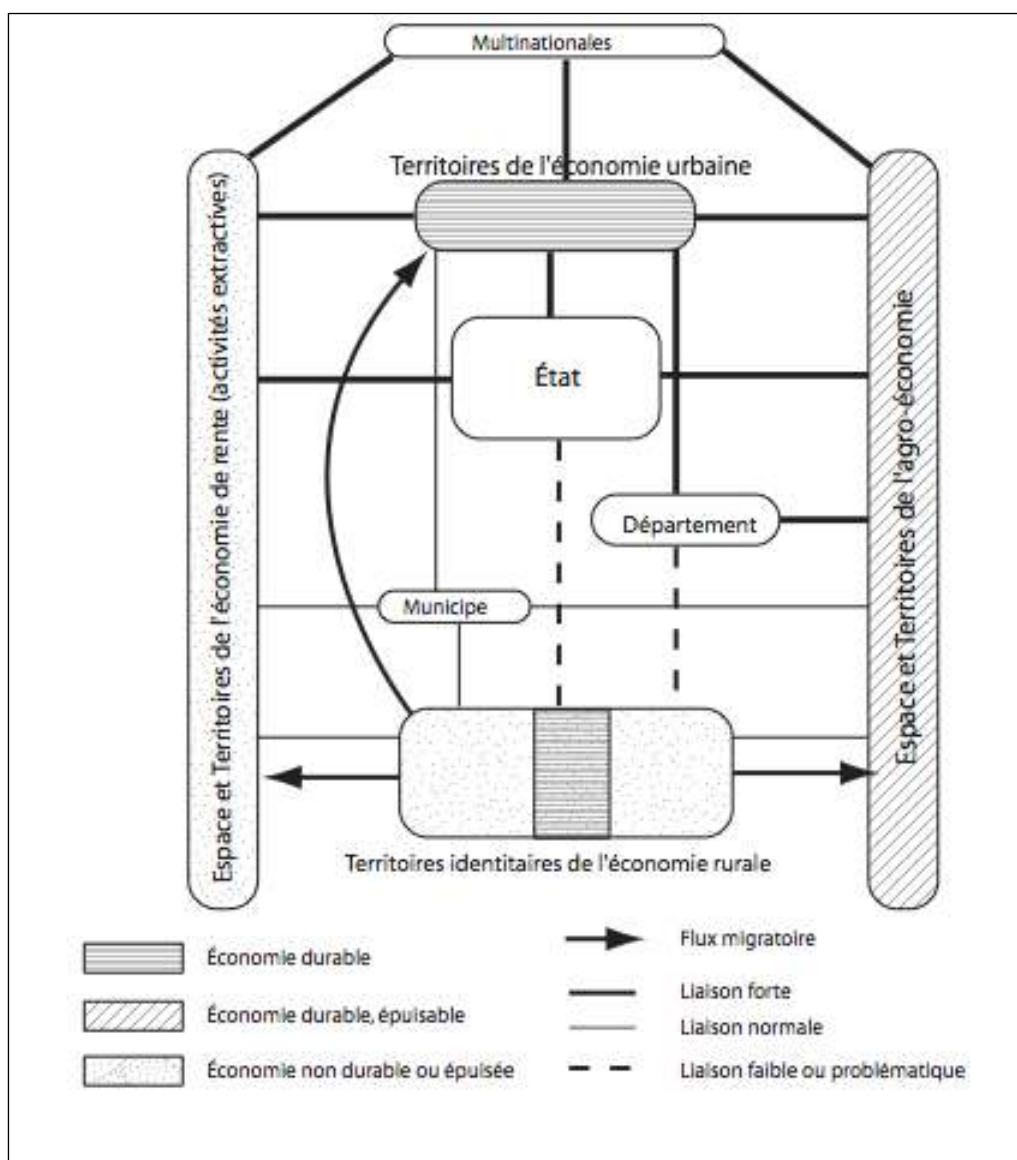 Multinationales
Territoires de l'économie urbaine
Espace et Territoires de l'économie de rente (activités extractives)
État
Espace et Territoires de l'agro-économie
Département
Municipe
Territoires identitaires de l'économie rurale
Économie durable
Flux migratoire
Économie durable, épuisable
Liaison forte
Liaison normale
Économie non durable ou épuisée
Liaison faible ou problématique